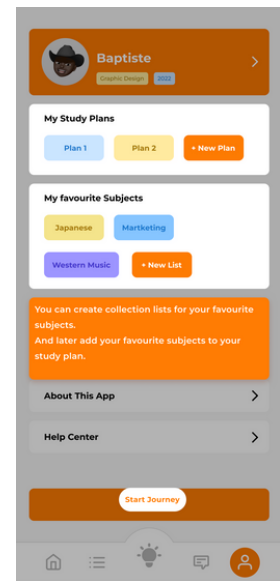 Baptiste
Graphic Design 2022
My Study Plans
Plan 1 Plan 2 + New Plan
My favourite Subjects
Japanese Martketing
Western Music + New List
You can create collection lists for your favourite
subjects.
And later add your favourite subjects to your
study plan.
About This App
Help Center
Start Journey